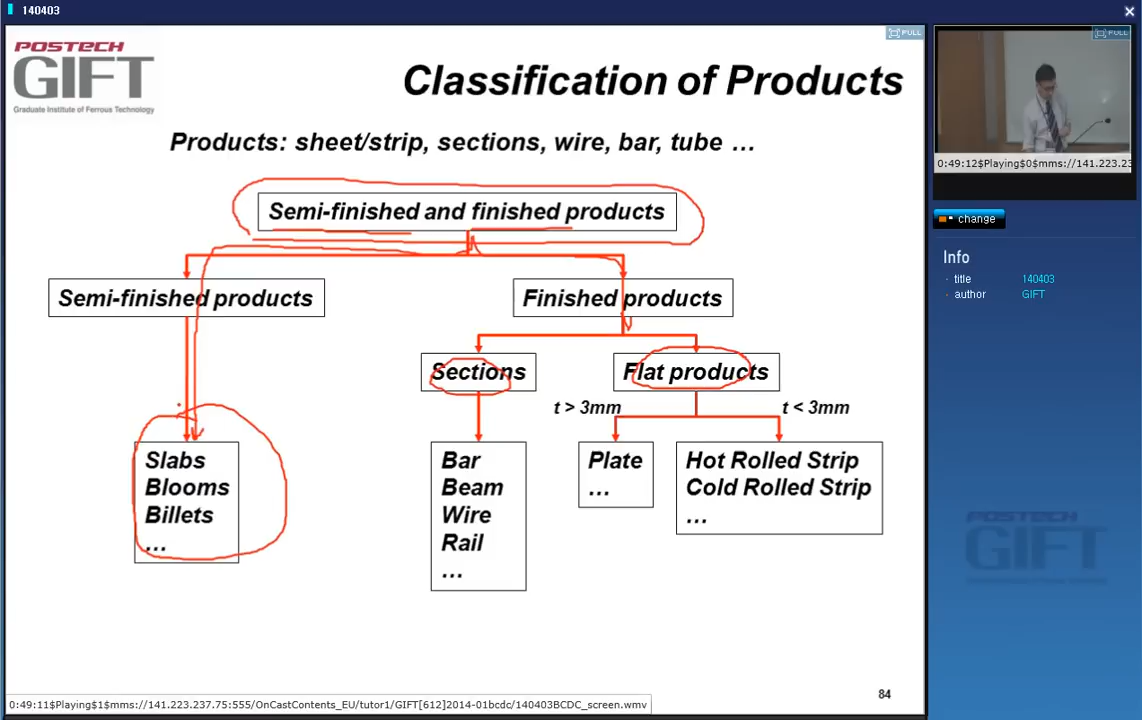 140403
POSTECH
GIFT
Graduate Institute of Ferrous Technology
FULL
Classification of Products
Products: sheet/strip, sections, wire, bar, tube ...
Semi-finished and finished products
Semi-finished products
Finished products
Sections
Flat products
t > 3mm
t < 3mm
Slabs
Blooms
Billets
...
Bar
Beam
Wire
Rail
...
Plate
...
Hot Rolled Strip
Cold Rolled Strip
...
84
0:49:11$Playing$1$mms://141.223.237.75:555/OnCastContents_EU/tutor1/GIFT[612]2014-01bcdc/140403BCDC_screen.wmv
FULL
0:49:12$Playing$0$mms://141.223.23
change
Info
title 140403
author GIFT
POSTECH
GIFT